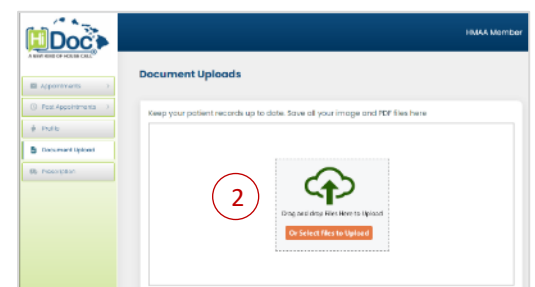 HMAA Member
Hi Doc
A NEW KIND OF HOUSE CALL
Document Uploads
Appointments
Past Appointments
Profile
Document Upload
Prescription
Keep your patient records up to date. Save all your image and PDF files here
2
Drag and drop Files Here to Upload
Or Select Files to Upload